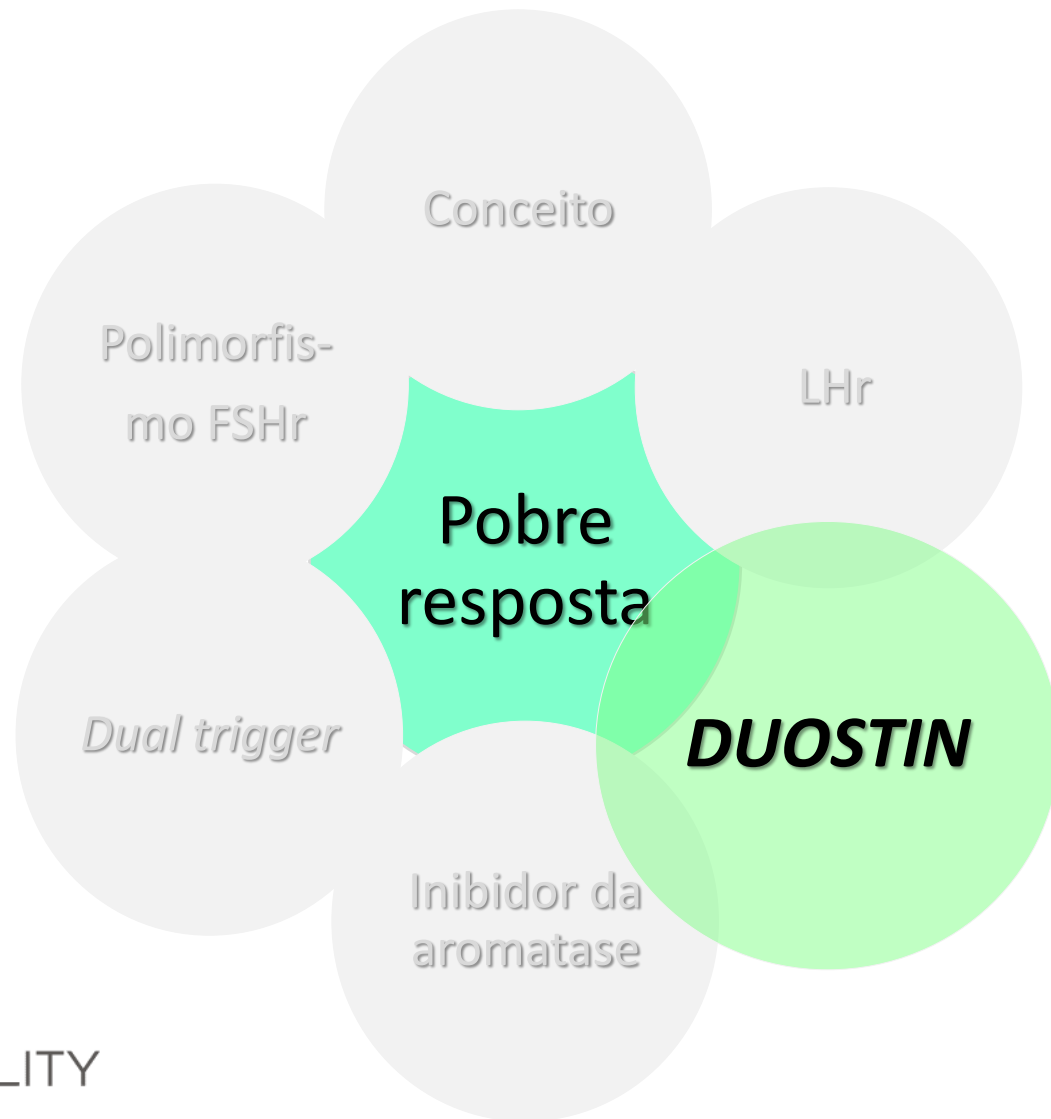 Conceito
Polimorfis-
mo FSHr
LHr
Pobre
resposta
Dual trigger
DUOSTIN
Inibidor da
aromatase
LITY